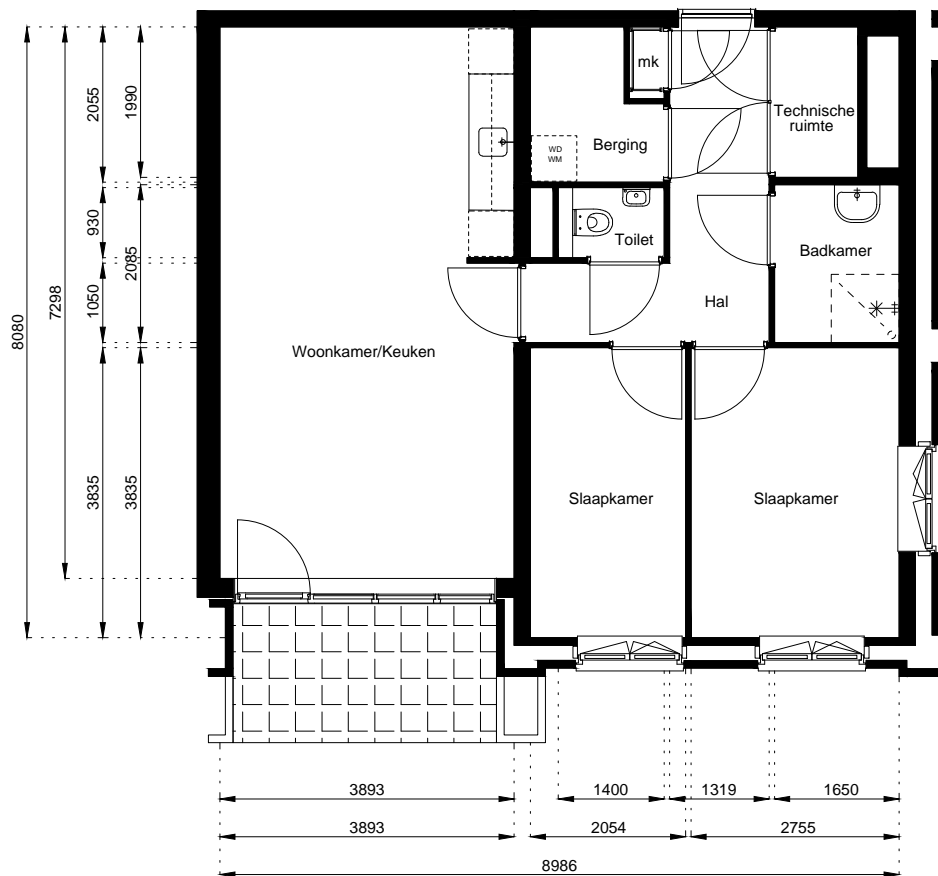 mk
Technische
ruimte
Berging
WD
WM
Toilet
Badkamer
Hal
Woonkamer/Keuken
Slaapkamer
Slaapkamer
8080
7298
2055
930
1050
3835
1990
2085
3835
3893
1400
1319
1650
3893
2054
2755
8986